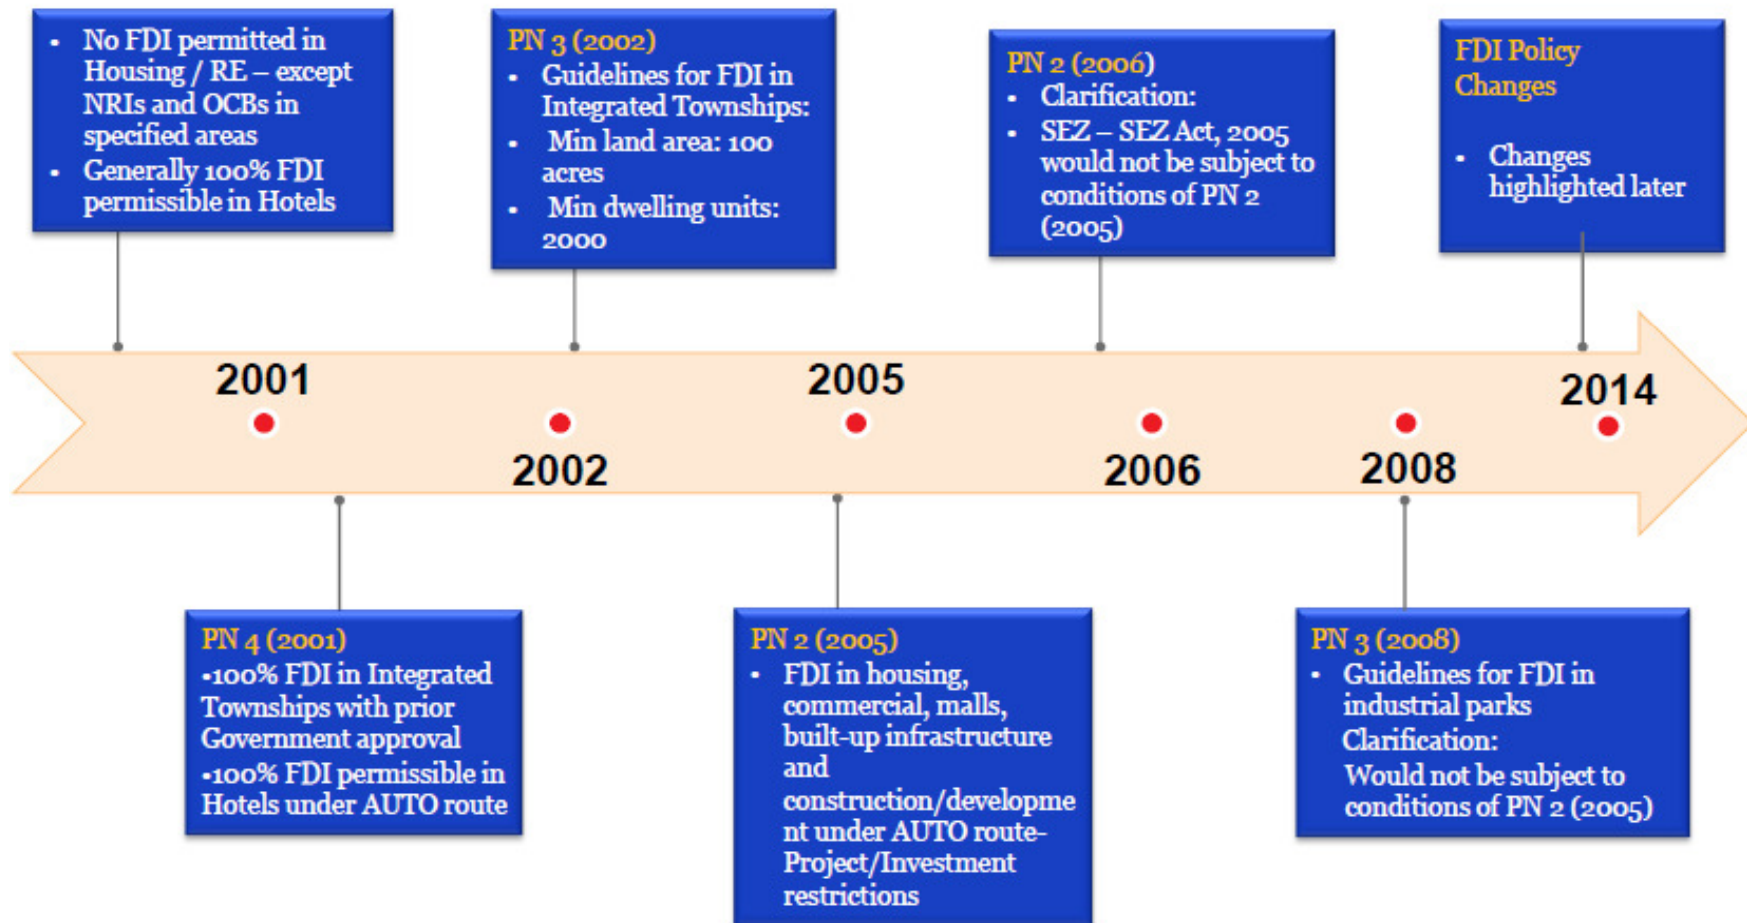 • No FDI permitted in
Housing / RE – except
NRIs and OCBs in
specified areas
• Generally 100% FDI
permissible in Hotels
PN 3 (2002)
• Guidelines for FDI in
Integrated Townships:
• Min land area: 100
acres
• Min dwelling units:
2000
PN 2 (2006)
• Clarification:
• SEZ – SEZ Act, 2005
would not be subject to
conditions of PN 2
(2005)
FDI Policy
Changes
• Changes
highlighted later
2001
2002
2005
2006
2008
2014
PN 4 (2001)
•100% FDI in Integrated
Townships with prior
Government approval
•100% FDI permissible in
Hotels under AUTO route
PN 2 (2005)
• FDI in housing,
commercial, malls,
built-up infrastructure
and
construction/developme
nt under AUTO route-
Project/Investment
restrictions
PN 3 (2008)
• Guidelines for FDI in
industrial parks
Clarification:
Would not be subject to
conditions of PN 2 (2005)